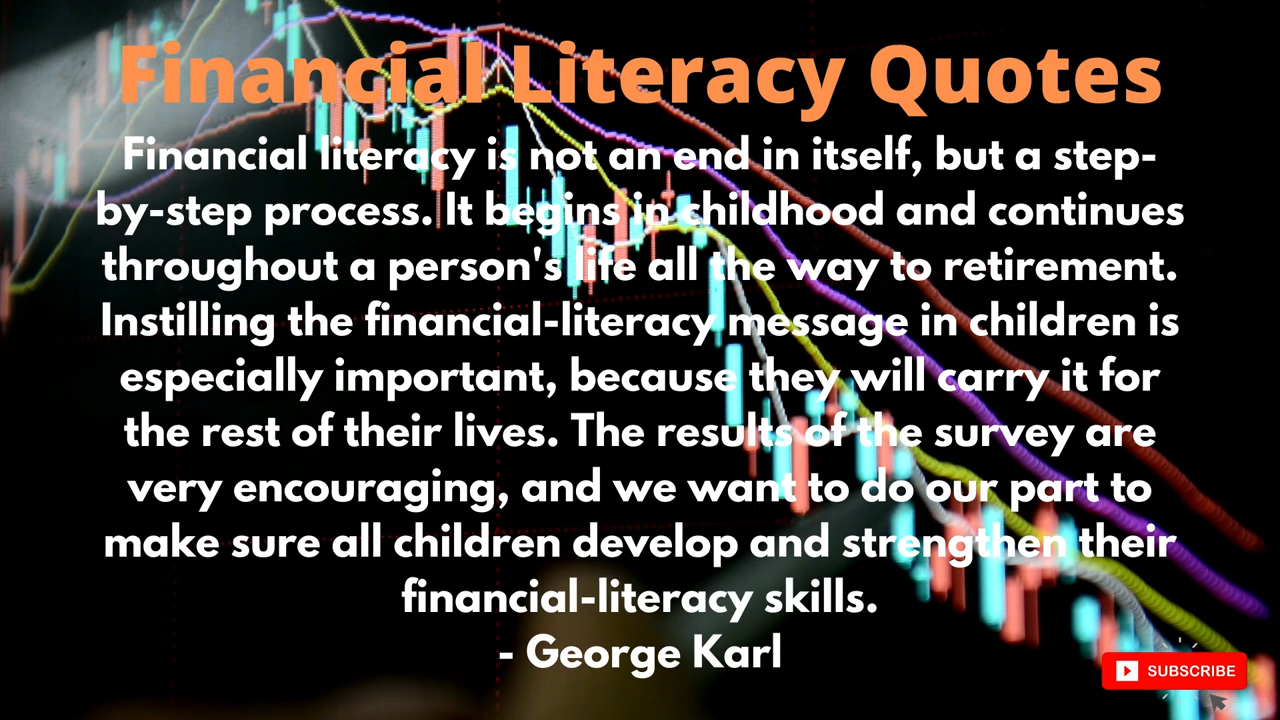 Financial Literacy Quotes
Financial literacy is not an end in itself, but a step-
by-step process. It begins in childhood and continues
throughout a person's life all the way to retirement.
Instilling the financial-literacy message in children is
especially important, because they will carry it for
the rest of their lives. The results of the survey are
very encouraging, and we want to do our part to
make sure all children develop and strengthen their
financial-literacy skills.
- George Karl
SUBSCRIBE